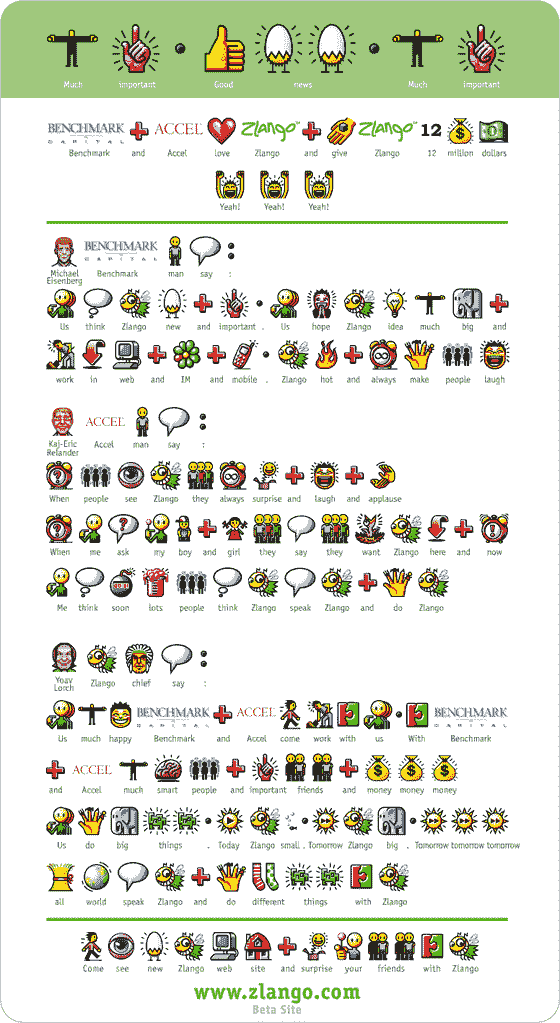 Much important Good news Much important
BENCHMARK CAPITAL ACCEL Zlango™ Zlango™ 12
Benchmark and Accel love Zlango and give Zlango 12 million dollars
Yeah! Yeah! Yeah!
BENCHMARK CAPITAL :
Michael Eisenberg Benchmark man say :
Us think Zlango new and important . Us hope Zlango idea much big and
work in web and IM and mobile . Zlango hot and always make people laugh
ACCEL :
Kaj-Eric Relander Accel man say :
When people see Zlango they always surprise and laugh and applause
When me ask my boy and girl they say they want Zlango here and now
Me think soon lots people think Zlango speak Zlango and do Zlango
Yoav Lorch Zlango chief say :
BENCHMARK CAPITAL ACCEL BENCHMARK CAPITAL
Us much happy Benchmark and Accel come work with us . With Benchmark
ACCEL
and Accel much smart people and important friends and money money money
Us do big things . Today Zlango small . Tomorrow Zlango big . Tomorrow tomorrow tomorrow
all world speak Zlango and do different things with Zlango
Come see new Zlango web site and surprise your friends with Zlango
www.zlango.com
Beta Site